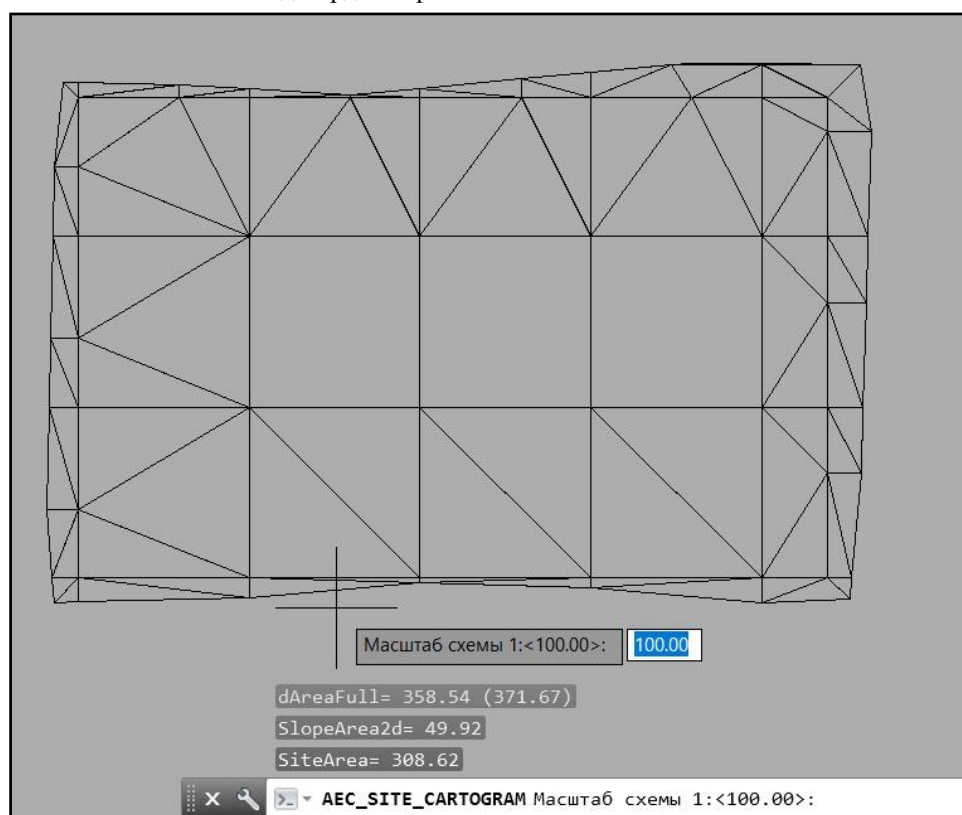 Масштаб схемы 1:<100.00>: 100.00
dAreaFull= 358.54 (371.67)
SlopeArea2d= 49.92
SiteArea= 308.62
AEC_SITE_CARTOGRAM Масштаб схемы 1:<100.00>: